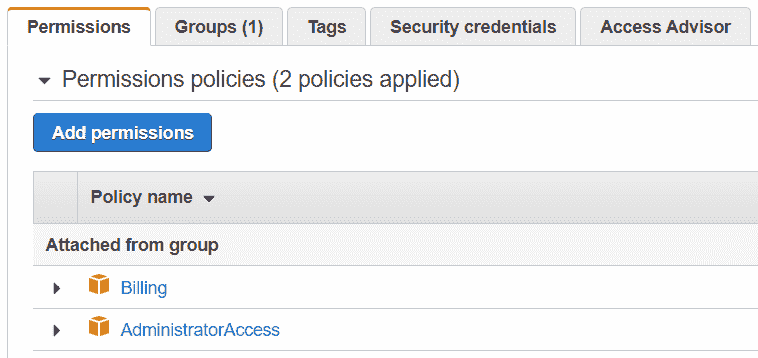 Permissions Groups (1) Tags Security credentials Access Advisor
Permissions policies (2 policies applied)
Add permissions
Policy name
Attached from group
Billing
AdministratorAccess